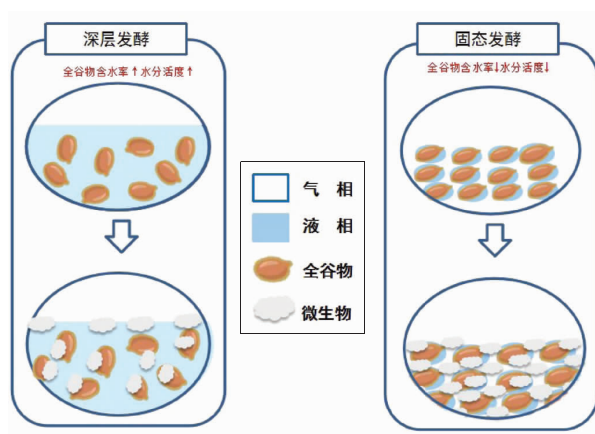 深层发酵
全谷物含水率↑水分活度↑
固态发酵
全谷物含水率↓水分活度↓
气 相
液 相
全谷物
微生物